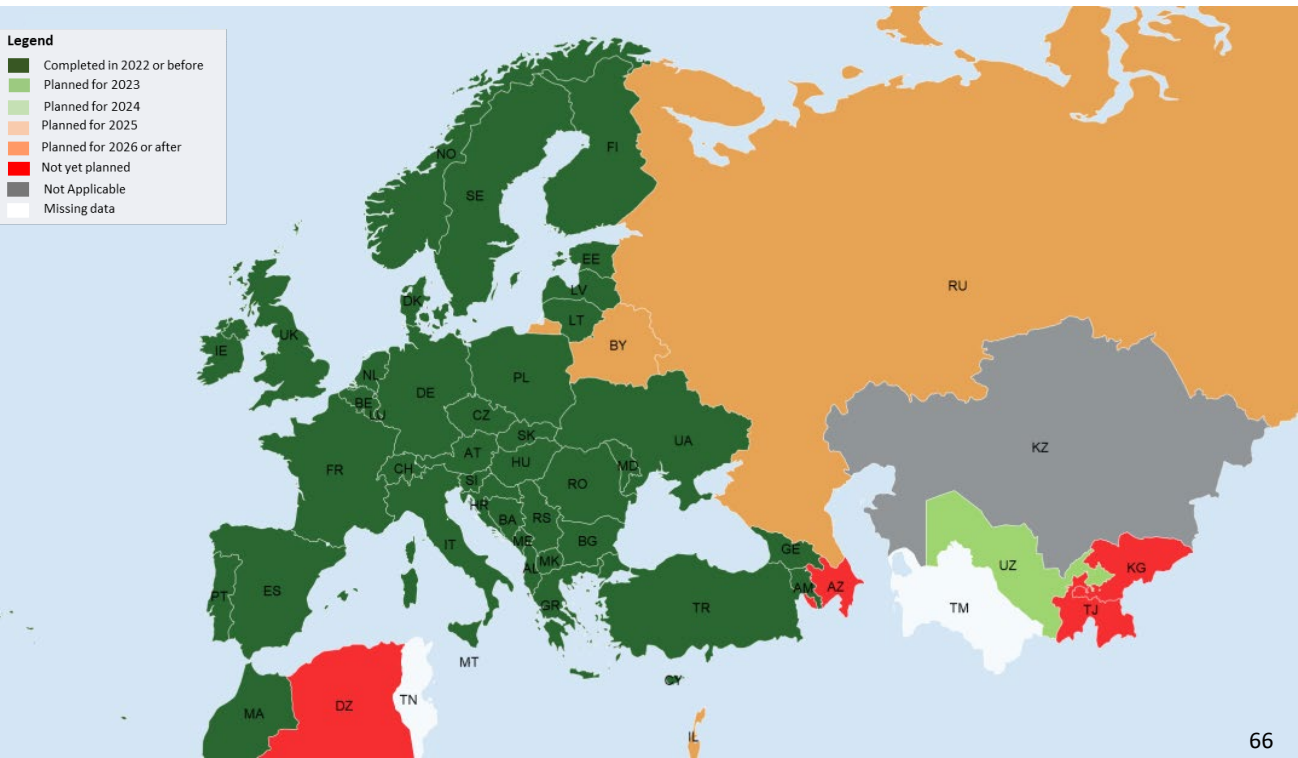 Legend
Completed in 2022 or before
Planned for 2023
Planned for 2024
Planned for 2025
Planned for 2026 or after
Not yet planned
Not Applicable
Missing data
NO
FI
SE
EE
RU
LV
DK
LT
UK
BY
IE
NL
PL
DE
BE
LU
CZ
SK
UA
KZ
AT
HU
CH
FR
MD
SI
RO
HR
BA
RS
IT
ME
BG
GE
MK
AL
UZ
KG
ES
PT
AM
AZ
GR
TR
TM
TJ
MT
CY
TN
DZ
MA
IL
66